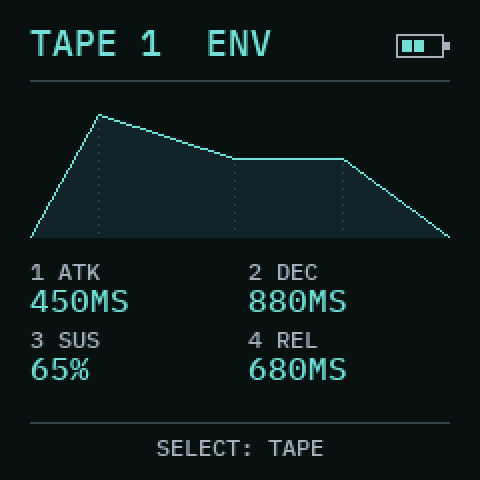 TAPE 1 ENV
1 ATK 2 DEC
450MS 880MS
3 SUS 4 REL
65% 680MS
SELECT: TAPE